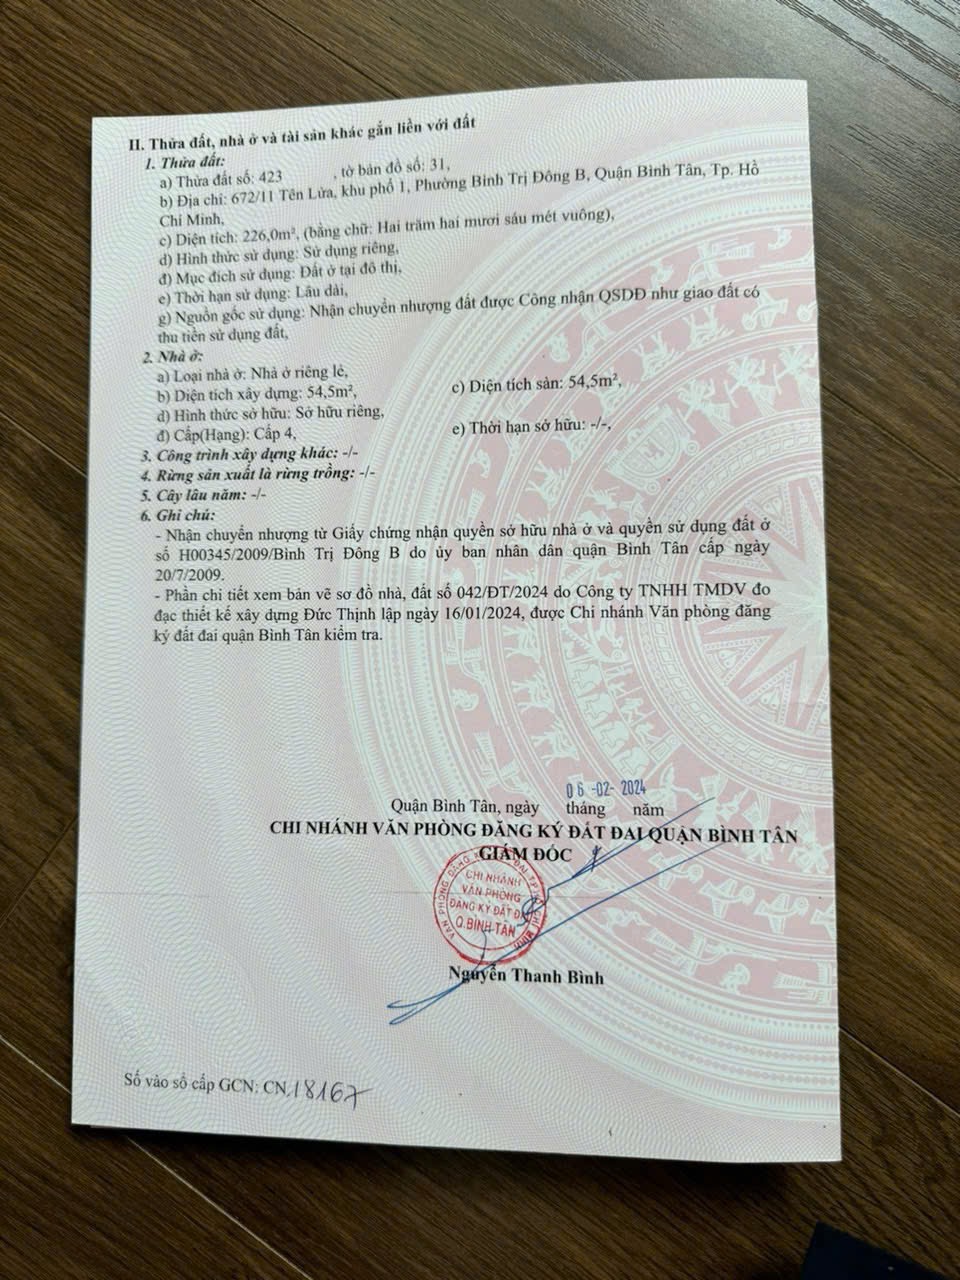 II. Thửa đất, nhà ở và tài sản khác gắn liền với đất
1. Thửa đất:
a) Thửa đất số: 423 , tờ bản đồ số: 31,
b) Địa chỉ: 672/11 Tên Lửa, khu phố 1, Phường Bình Trị Đông B, Quận Bình Tân, Tp. Hồ
Chí Minh,
c) Diện tích: 226,0m², (bằng chữ: Hai trăm hai mươi sáu mét vuông),
d) Hình thức sử dụng: Sử dụng riêng,
đ) Mục đích sử dụng: Đất ở tại đô thị,
e) Thời hạn sử dụng: Lâu dài,
g) Nguồn gốc sử dụng: Nhận chuyển nhượng đất được Công nhận QSDĐ như giao đất có
thu tiền sử dụng đất,
2. Nhà ở:
a) Loại nhà ở: Nhà ở riêng lẻ,
b) Diện tích xây dựng: 54,5m², c) Diện tích sàn: 54,5m²,
d) Hình thức sở hữu: Sở hữu riêng,
đ) Cấp(Hạng): Cấp 4, e) Thời hạn sở hữu: -/-,
3. Công trình xây dựng khác: -/-
4. Rừng sản xuất là rừng trồng: -/-
5. Cây lâu năm: -/-
6. Ghi chú:
- Nhận chuyển nhượng từ Giấy chứng nhận quyền sở hữu nhà ở và quyền sử dụng đất ở
số H00345/2009/Bình Trị Đông B do ủy ban nhân dân quận Bình Tân cấp ngày
20/7/2009.
- Phần chi tiết xem bản vẽ sơ đồ nhà, đất số 042/ĐT/2024 do Công ty TNHH TMDV đo
đạc thiết kế xây dựng Đức Thịnh lập ngày 16/01/2024, được Chi nhánh Văn phòng đăng
ký đất đai quận Bình Tân kiểm tra.
06 -02- 2024
Quận Bình Tân, ngày tháng năm
CHI NHÁNH VĂN PHÒNG ĐĂNG KÝ ĐẤT ĐAI QUẬN BÌNH TÂN
GIÁM ĐỐC
CHI NHÁNH
VĂN PHÒNG
ĐĂNG KÝ ĐẤT ĐAI
Q.BÌNH TÂN
Nguyễn Thanh Bình
Số vào sổ cấp GCN: CN.18167